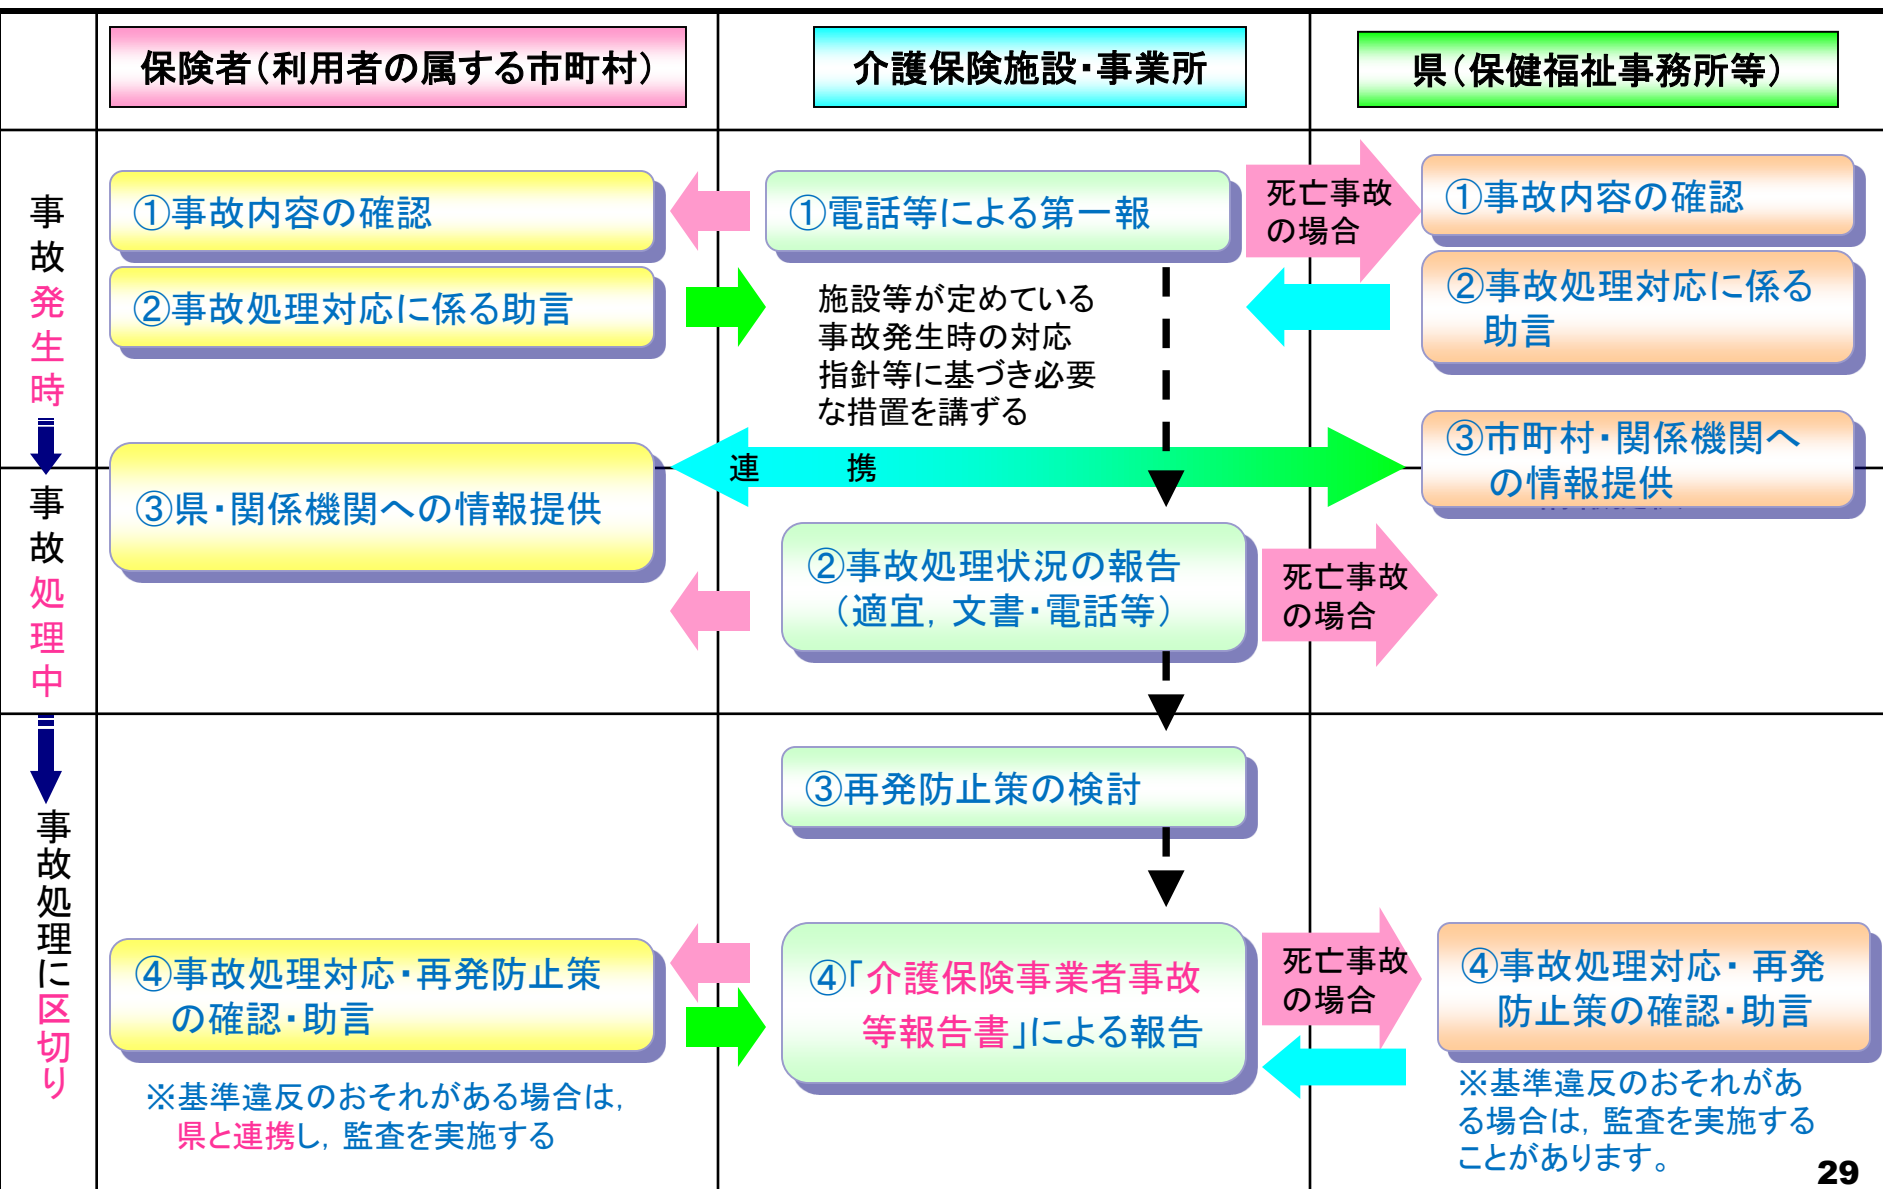 保険者（利用者の属する市町村）
介護保険施設・事業所
県（保健福祉事務所等）
事故発生時
①事故内容の確認
②事故処理対応に係る助言
①電話等による第一報
施設等が定めている
事故発生時の対応
指針等に基づき必要
な措置を講ずる
死亡事故
の場合
①事故内容の確認
②事故処理対応に係る
助言
③市町村・関係機関へ
の情報提供
連　　携
事故処理中
③県・関係機関への情報提供
②事故処理状況の報告
（適宜，文書・電話等）
死亡事故
の場合
事故処理に区切り
③再発防止策の検討
④事故処理対応・再発防止策
の確認・助言
※基準違反のおそれがある場合は，
県と連携し，監査を実施する
④「介護保険事業者事故
等報告書」による報告
死亡事故
の場合
④事故処理対応・再発
防止策の確認・助言
※基準違反のおそれがあ
る場合は，監査を実施する
ことがあります。
29